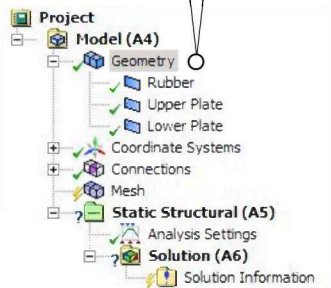 Project
Model (A4)
Geometry
Rubber
Upper Plate
Lower Plate
Coordinate Systems
Connections
Mesh
Static Structural (A5)
Analysis Settings
Solution (A6)
Solution Information